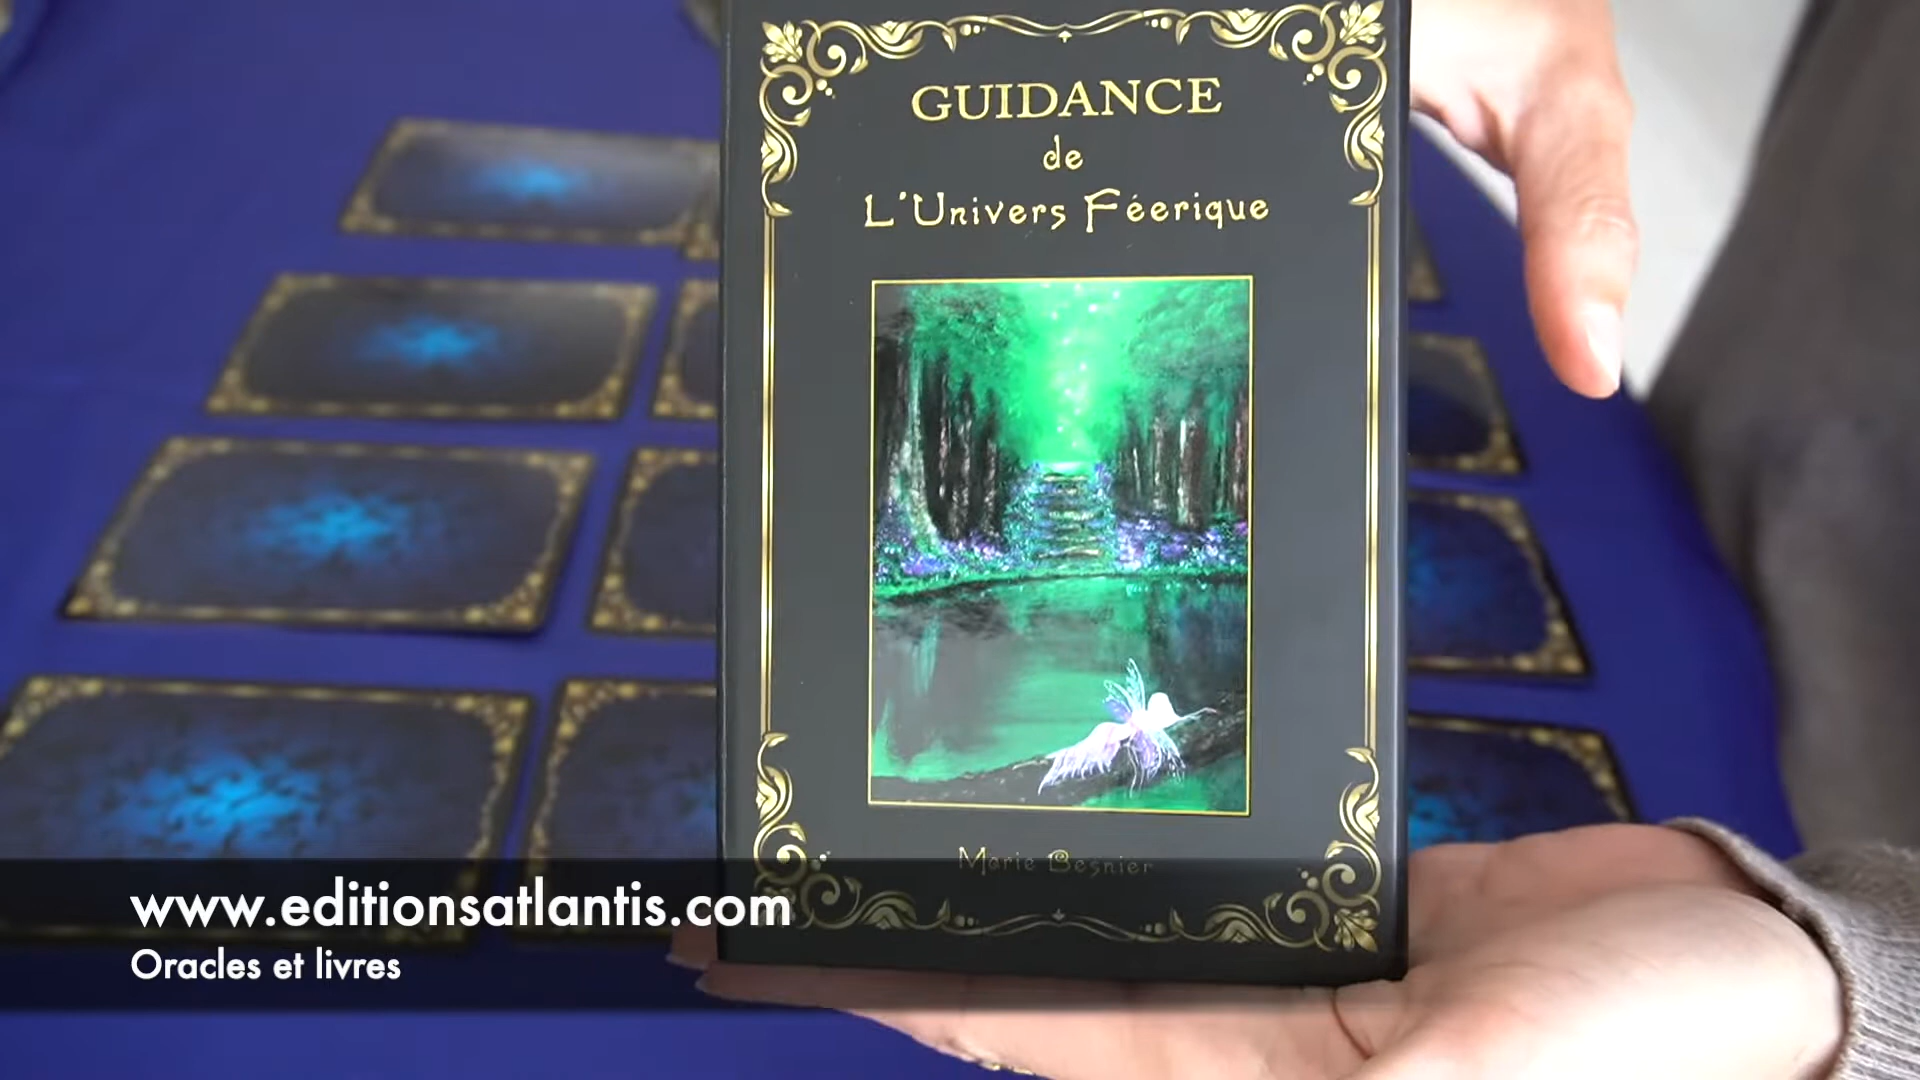 GUIDANCE
de
L'Univers Féerique
Marie Besnier
www.editionsatlantis.com
Oracles et livres